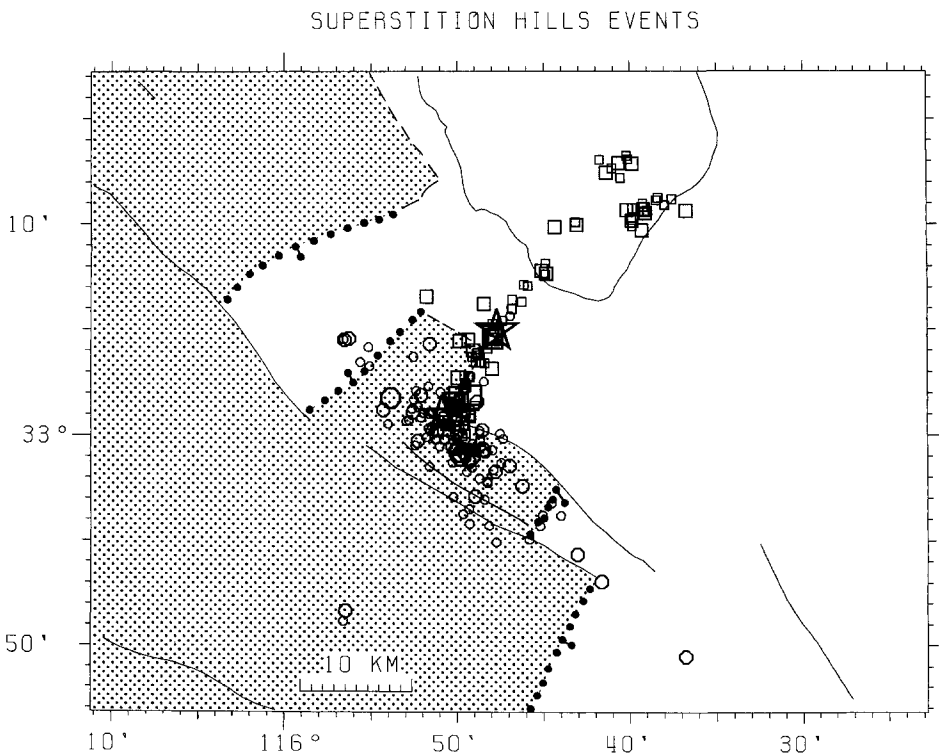 SUPERSTITION HILLS EVENTS
10'
33°
50'
10 KM
10' 116° 50' 40' 30'